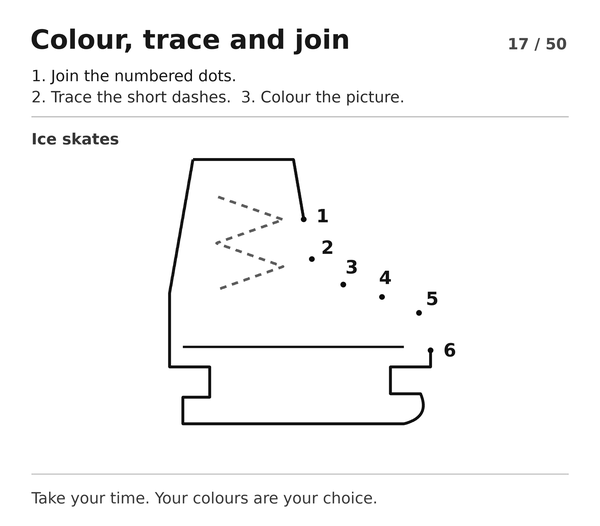 Colour, trace and join
17 / 50
1. Join the numbered dots.
2. Trace the short dashes.  3. Colour the picture.
Ice skates
1
2
3
4
5
6
Take your time. Your colours are your choice.